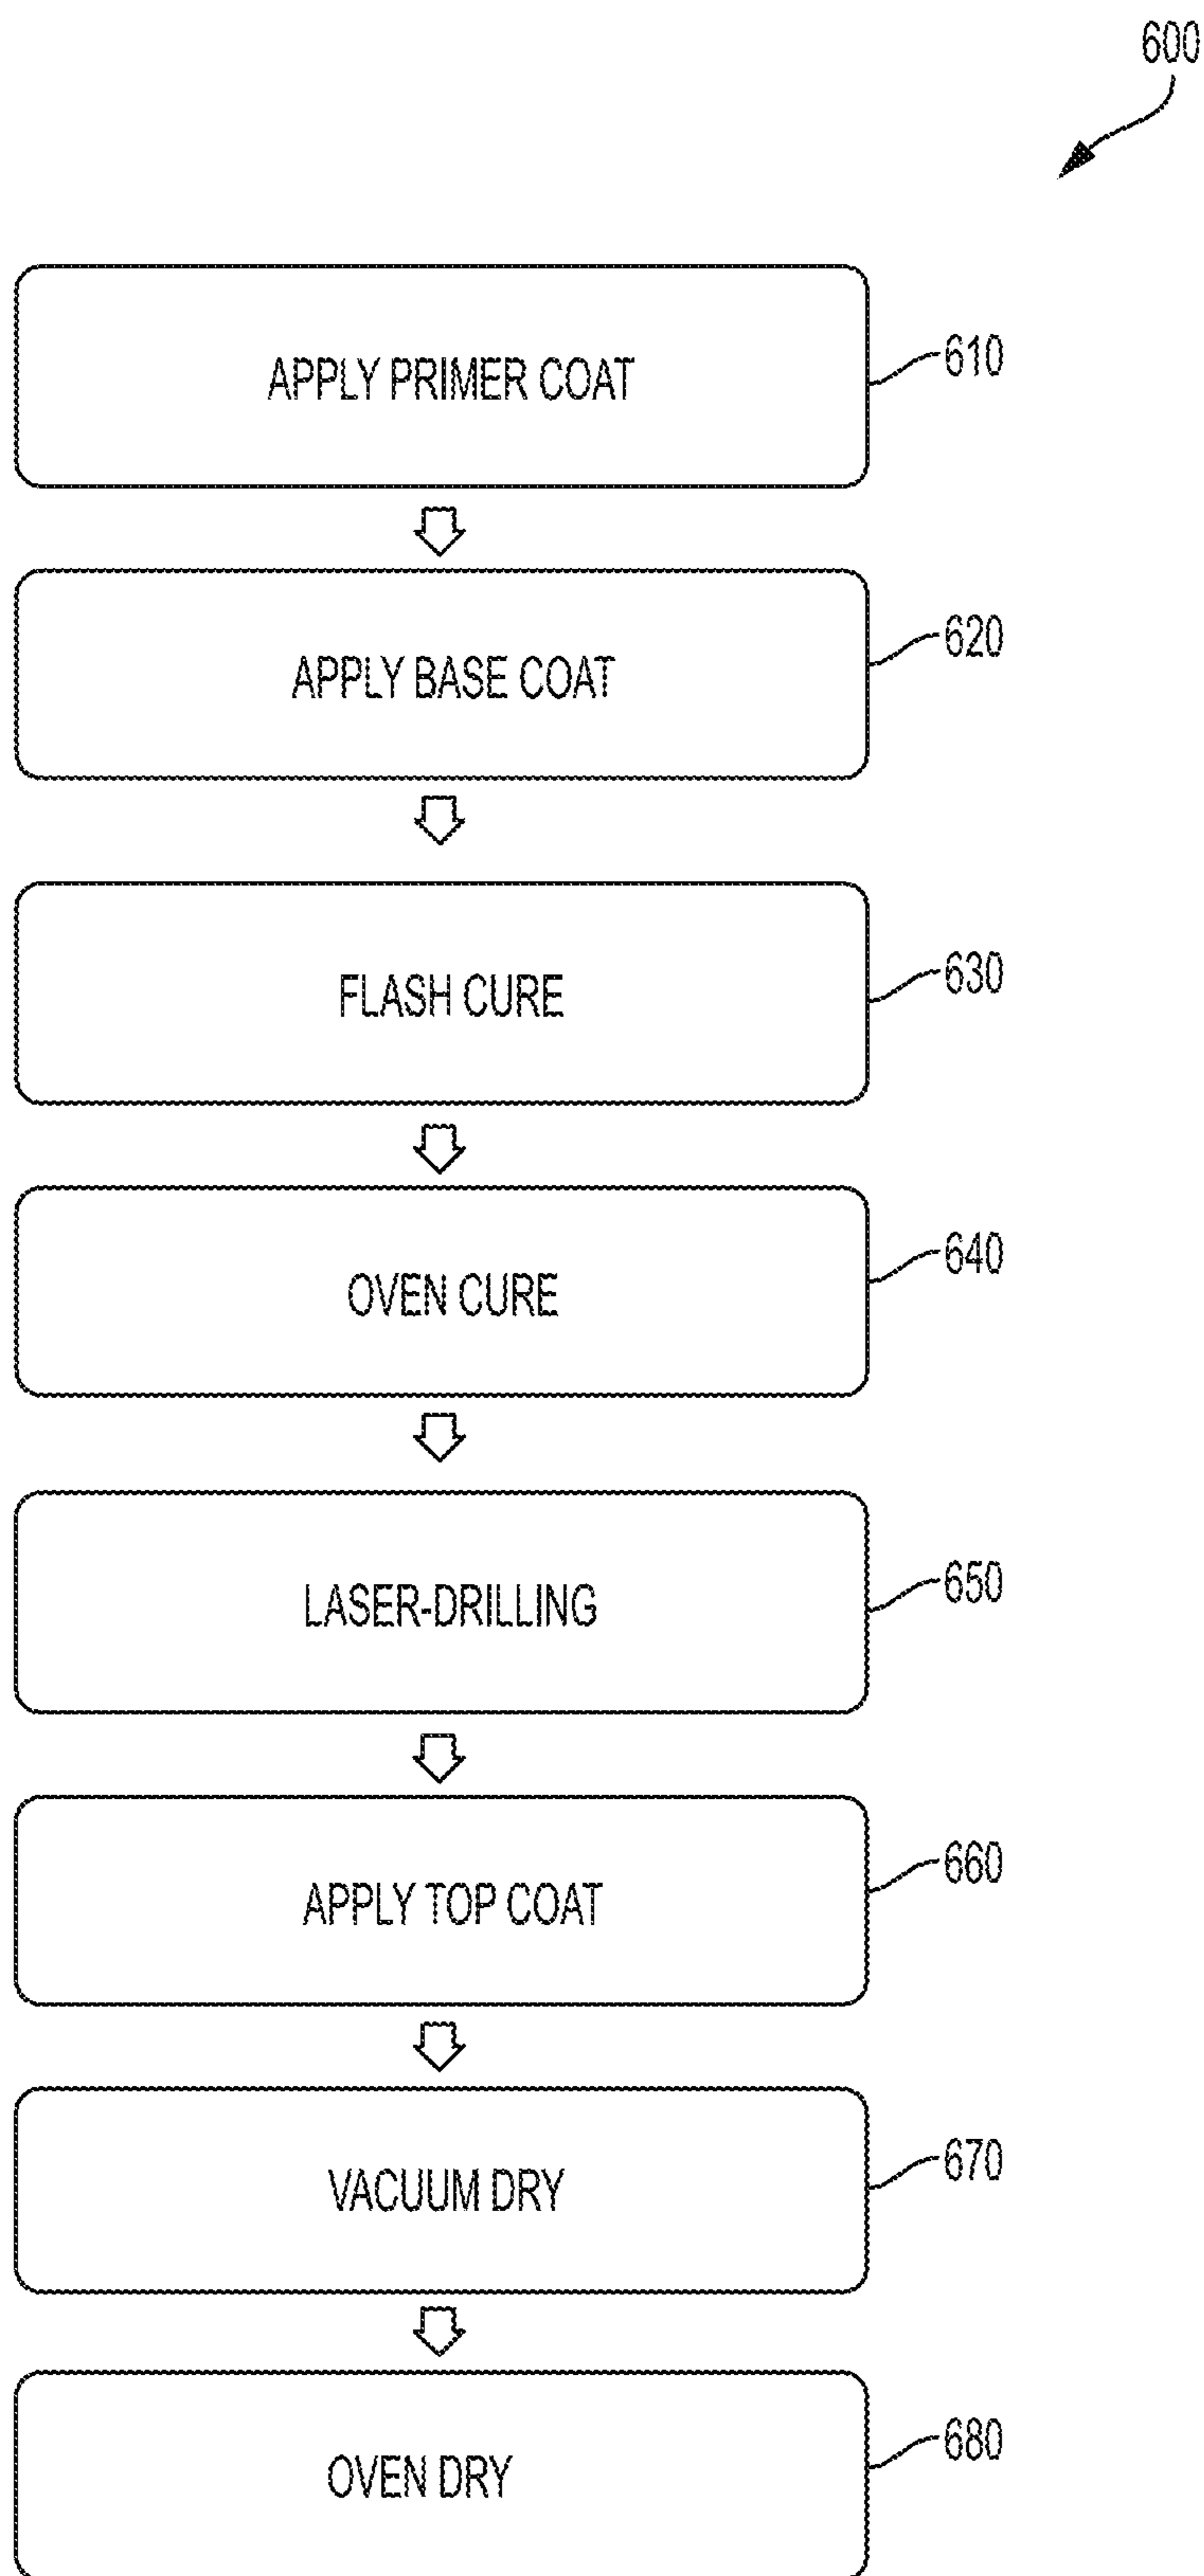 600
APPLY PRIMER COAT
610
APPLY BASE COAT
620
FLASH CURE
630
OVEN CURE
640
LASER-DRILLING
650
APPLY TOP COAT
660
VACUUM DRY
670
OVEN DRY
680